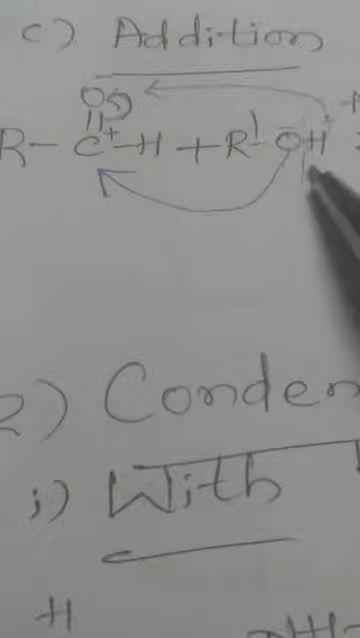 c) Addition
O δ
||
R - C⁺ - H + R' OH
2) Conden
i) With
H